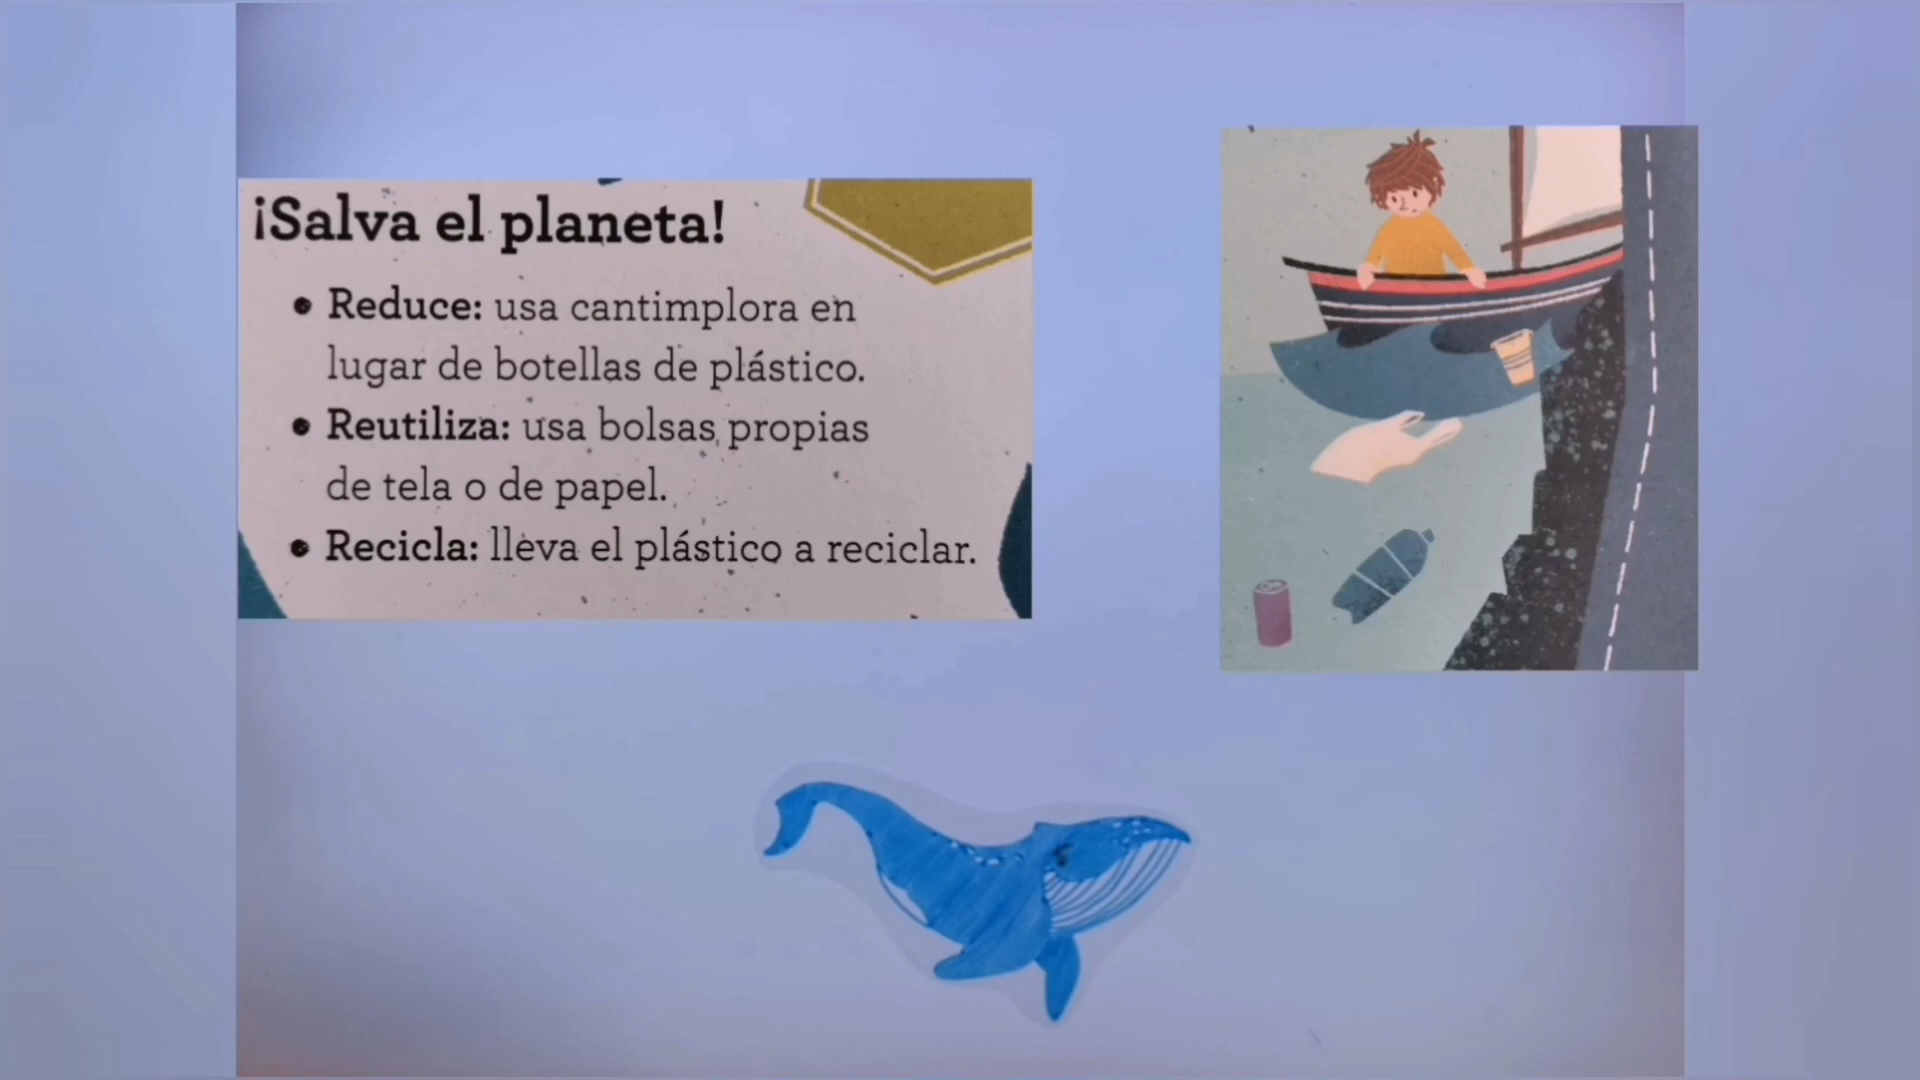 ¡Salva el planeta!
● Reduce: usa cantimplora en
lugar de botellas de plástico.
● Reutiliza: usa bolsas propias
de tela o de papel.
● Recicla: lleva el plástico a reciclar.